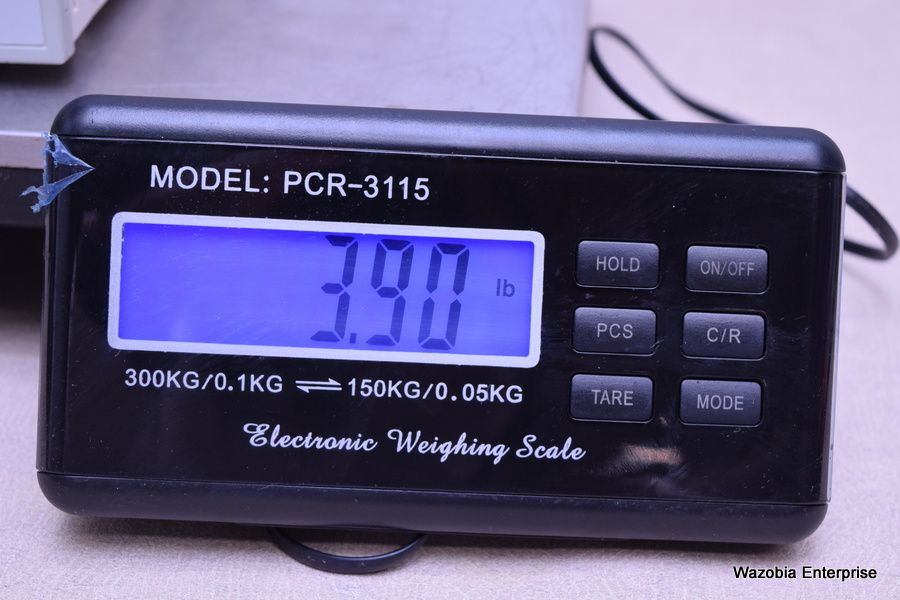 MODEL: PCR-3115
3.90 lb
300KG/0.1KG ⇌ 150KG/0.05KG
Electronic Weighing Scale
HOLD ON/OFF
PCS C/R
TARE MODE
Wazobia Enterprise